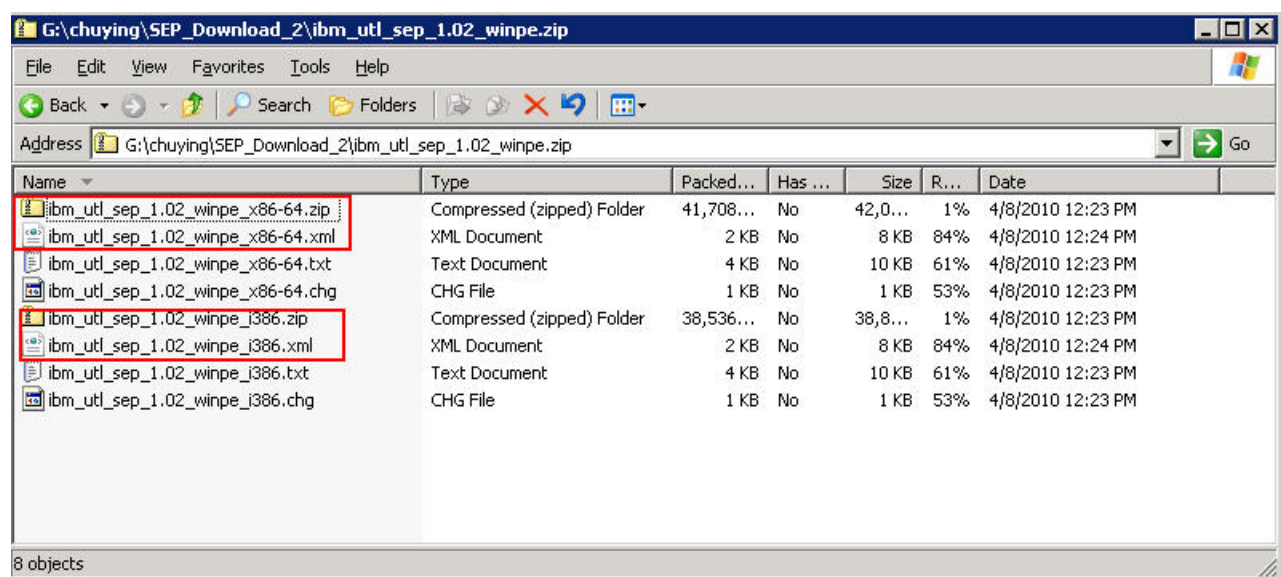 G:\chuying\SEP_Download_2\ibm_utl_sep_1.02_winpe.zip
File Edit View Favorites Tools Help
Back Search Folders
Address G:\chuying\SEP_Download_2\ibm_utl_sep_1.02_winpe.zip Go
Name Type Packed... Has ... Size R... Date
ibm_utl_sep_1.02_winpe_x86-64.zip Compressed (zipped) Folder 41,708... No 42,0... 1% 4/8/2010 12:23 PM
ibm_utl_sep_1.02_winpe_x86-64.xml XML Document 2 KB No 8 KB 84% 4/8/2010 12:24 PM
ibm_utl_sep_1.02_winpe_x86-64.txt Text Document 4 KB No 10 KB 61% 4/8/2010 12:23 PM
ibm_utl_sep_1.02_winpe_x86-64.chg CHG File 1 KB No 1 KB 53% 4/8/2010 12:23 PM
ibm_utl_sep_1.02_winpe_i386.zip Compressed (zipped) Folder 38,536... No 38,8... 1% 4/8/2010 12:23 PM
ibm_utl_sep_1.02_winpe_i386.xml XML Document 2 KB No 8 KB 84% 4/8/2010 12:24 PM
ibm_utl_sep_1.02_winpe_i386.txt Text Document 4 KB No 10 KB 61% 4/8/2010 12:23 PM
ibm_utl_sep_1.02_winpe_i386.chg CHG File 1 KB No 1 KB 53% 4/8/2010 12:23 PM
8 objects